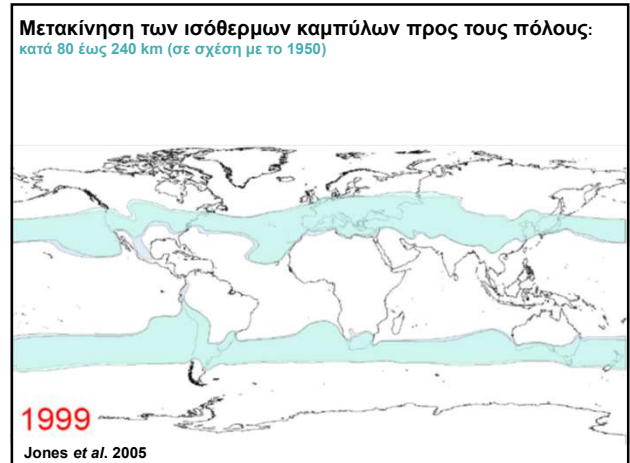 Μετακίνηση των ισόθερμων καμπύλων προς τους πόλους:
κατά 80 έως 240 km (σε σχέση με το 1950)
1999
Jones et al. 2005